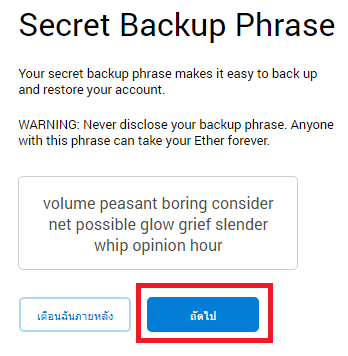 Secret Backup Phrase
Your secret backup phrase makes it easy to back up
and restore your account.
WARNING: Never disclose your backup phrase. Anyone
with this phrase can take your Ether forever.
volume peasant boring consider
net possible glow grief slender
whip opinion hour
เตือนฉันภายหลัง
ถัดไป